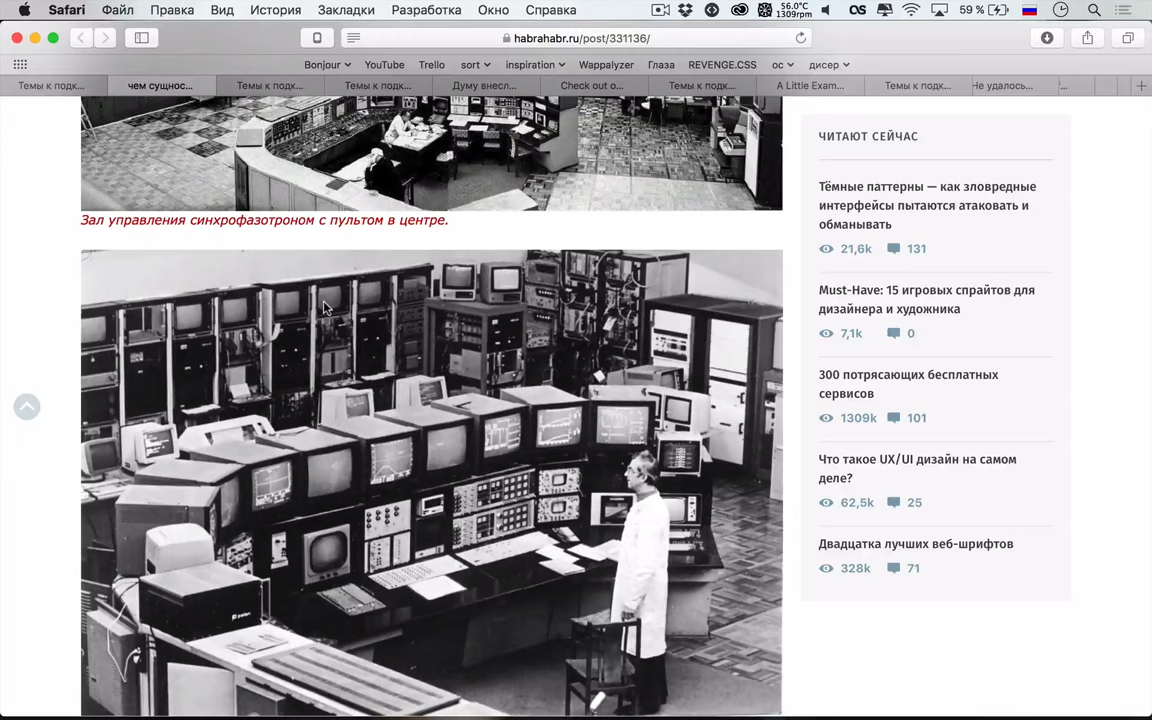 Safari Файл Правка Вид История Закладки Разработка Окно Справка
56.0°C
1309rpm
59 %
habrahabr.ru/post/331136/
Bonjour YouTube Trello sort inspiration Wappalyzer Глаза REVENGE.CSS ос дисер
Темы к подк... чем сущнос... Темы к подк... Темы к подк... Думу внесл... Check out o... Темы к подк... A Little Exam... Темы к подк... Не удалось...
Зал управления синхрофазотроном с пультом в центре.
ЧИТАЮТ СЕЙЧАС
Тёмные паттерны — как зловредные
интерфейсы пытаются атаковать и
обманывать
21,6k 131
Must-Have: 15 игровых спрайтов для
дизайнера и художника
7,1k 0
300 потрясающих бесплатных
сервисов
1309k 101
Что такое UX/UI дизайн на самом
деле?
62,5k 25
Двадцатка лучших веб-шрифтов
328k 71